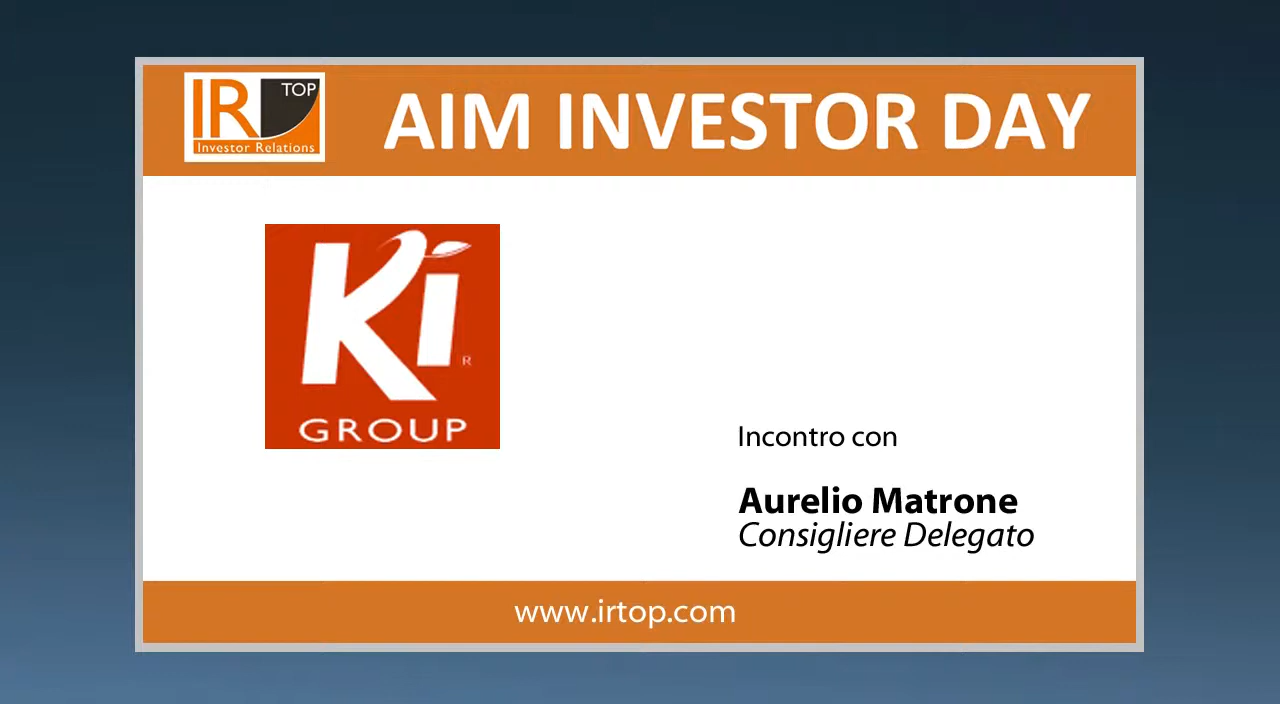 IR TOP
Investor Relations
AIM INVESTOR DAY
Ki ®
GROUP
Incontro con
Aurelio Matrone
Consigliere Delegato
www.irtop.com